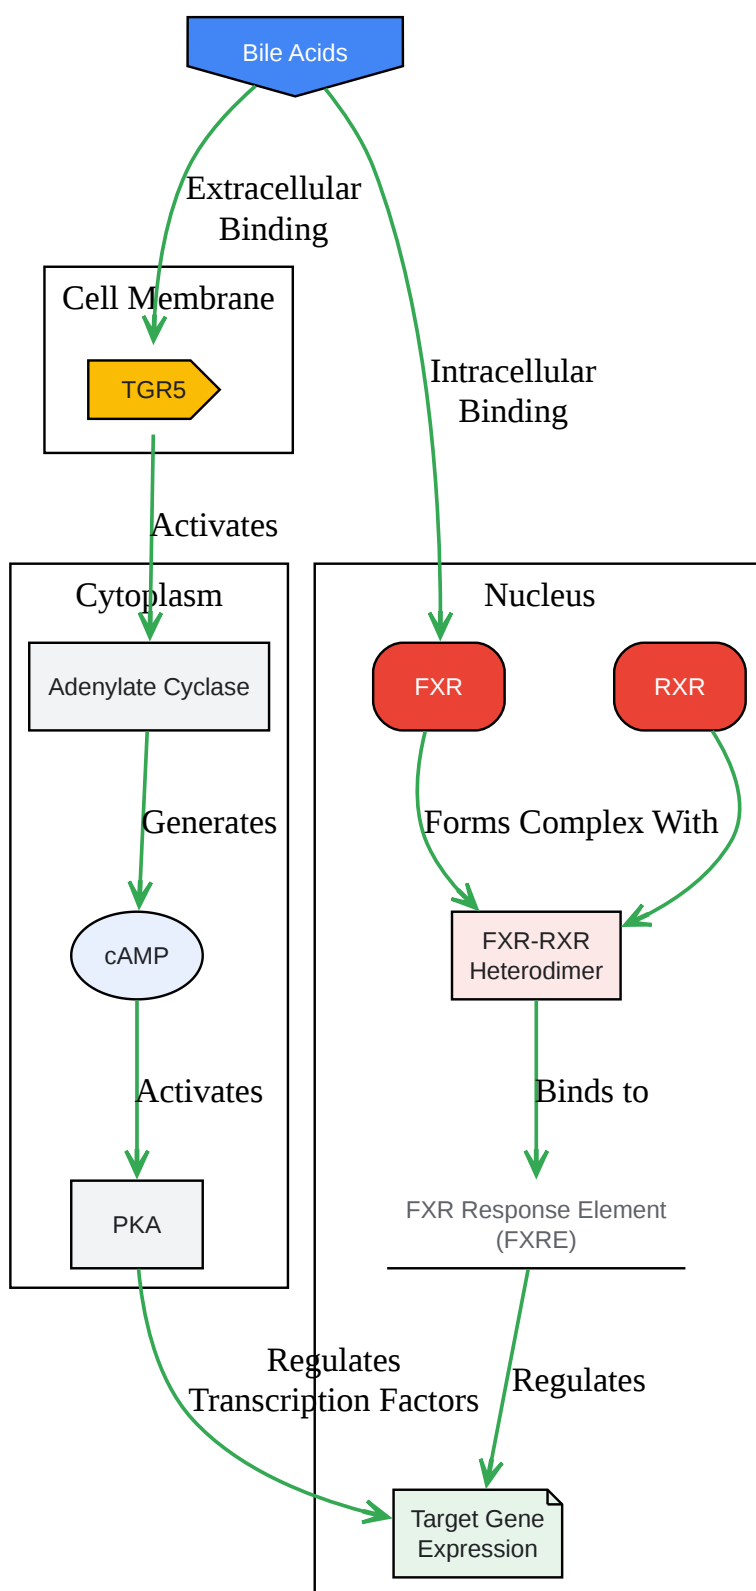 Bile Acids
Extracellular
Binding
Cell Membrane
TGR5
Intracellular
Binding
Activates
Cytoplasm
Nucleus
Adenylate Cyclase
FXR
RXR
Generates
Forms Complex With
cAMP
FXR-RXR
Heterodimer
Activates
Binds to
PKA
FXR Response Element
(FXRE)
Regulates
Transcription Factors
Regulates
Target Gene
Expression